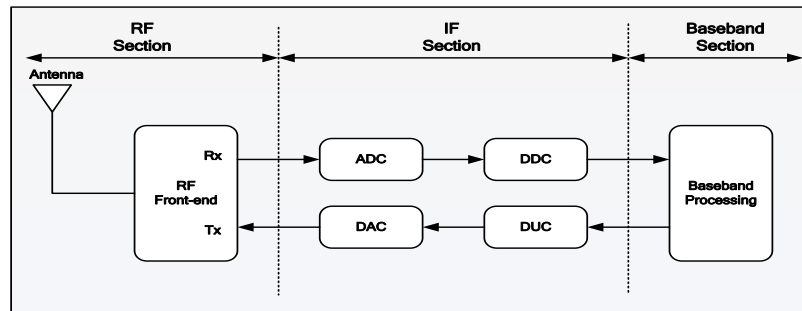 RF
Section
IF
Section
Baseband
Section
Antenna
Rx
RF
Front-end
Tx
ADC
DDC
DAC
DUC
Baseband
Processing